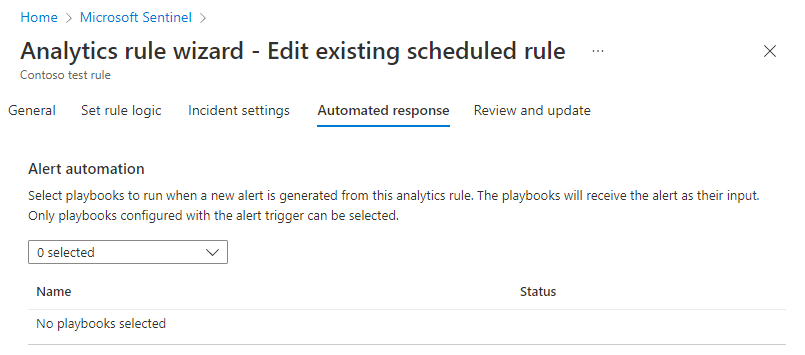 Home > Microsoft Sentinel >
Analytics rule wizard - Edit existing scheduled rule ...
Contoso test rule
General Set rule logic Incident settings Automated response Review and update
Alert automation
Select playbooks to run when a new alert is generated from this analytics rule. The playbooks will receive the alert as their input.
Only playbooks configured with the alert trigger can be selected.
0 selected
Name Status
No playbooks selected